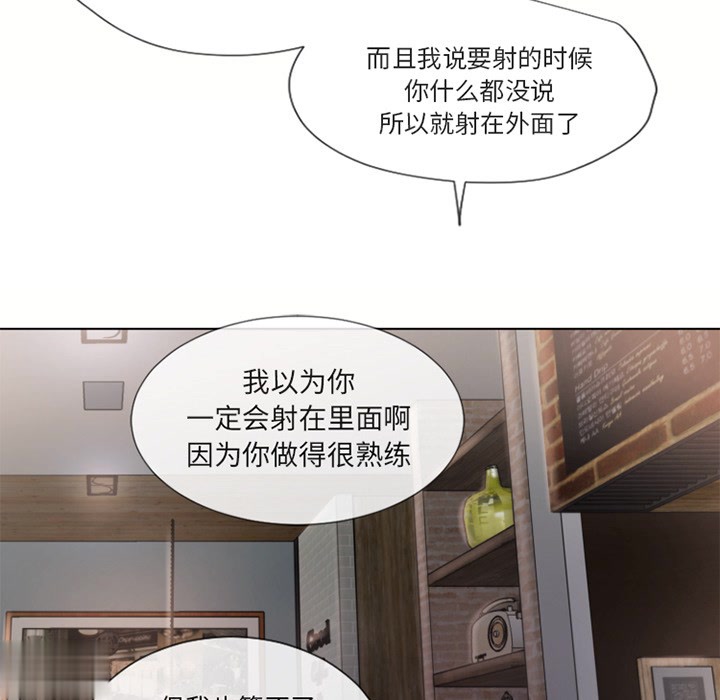 而且我说要射的时候
你什么都没说
所以就射在外面了
我以为你
一定会射在里面啊
因为你做得很熟练